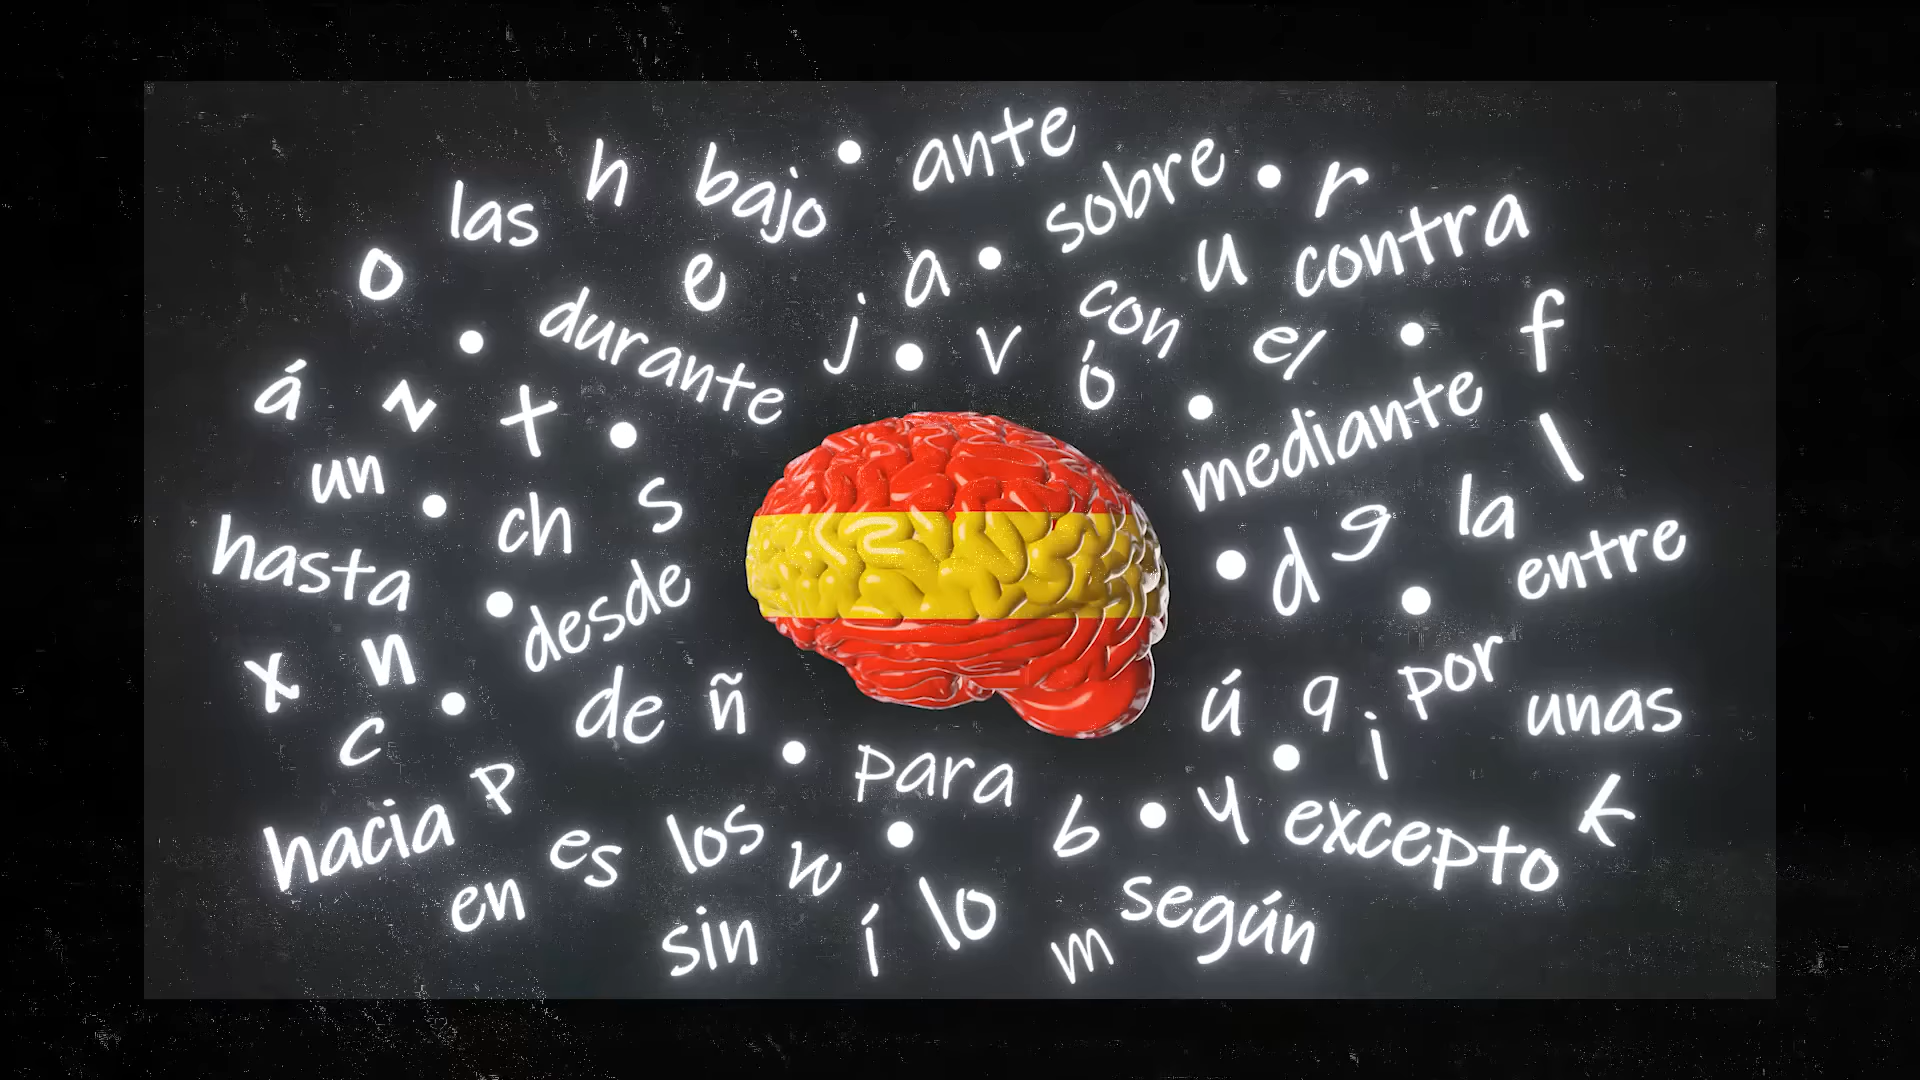 ante
h
bajo
sobre
r
las
contra
u
o
e
a
con
durante
j
v
el
f
á
z
t
ó
mediante
l
un
ch
s
la
hasta
d
g
entre
desde
x
n
c
de
ñ
ú
q
i
por
unas
p
para
hacia
es
los
w
b
y
excepto
k
en
sin
í
lo
m
según